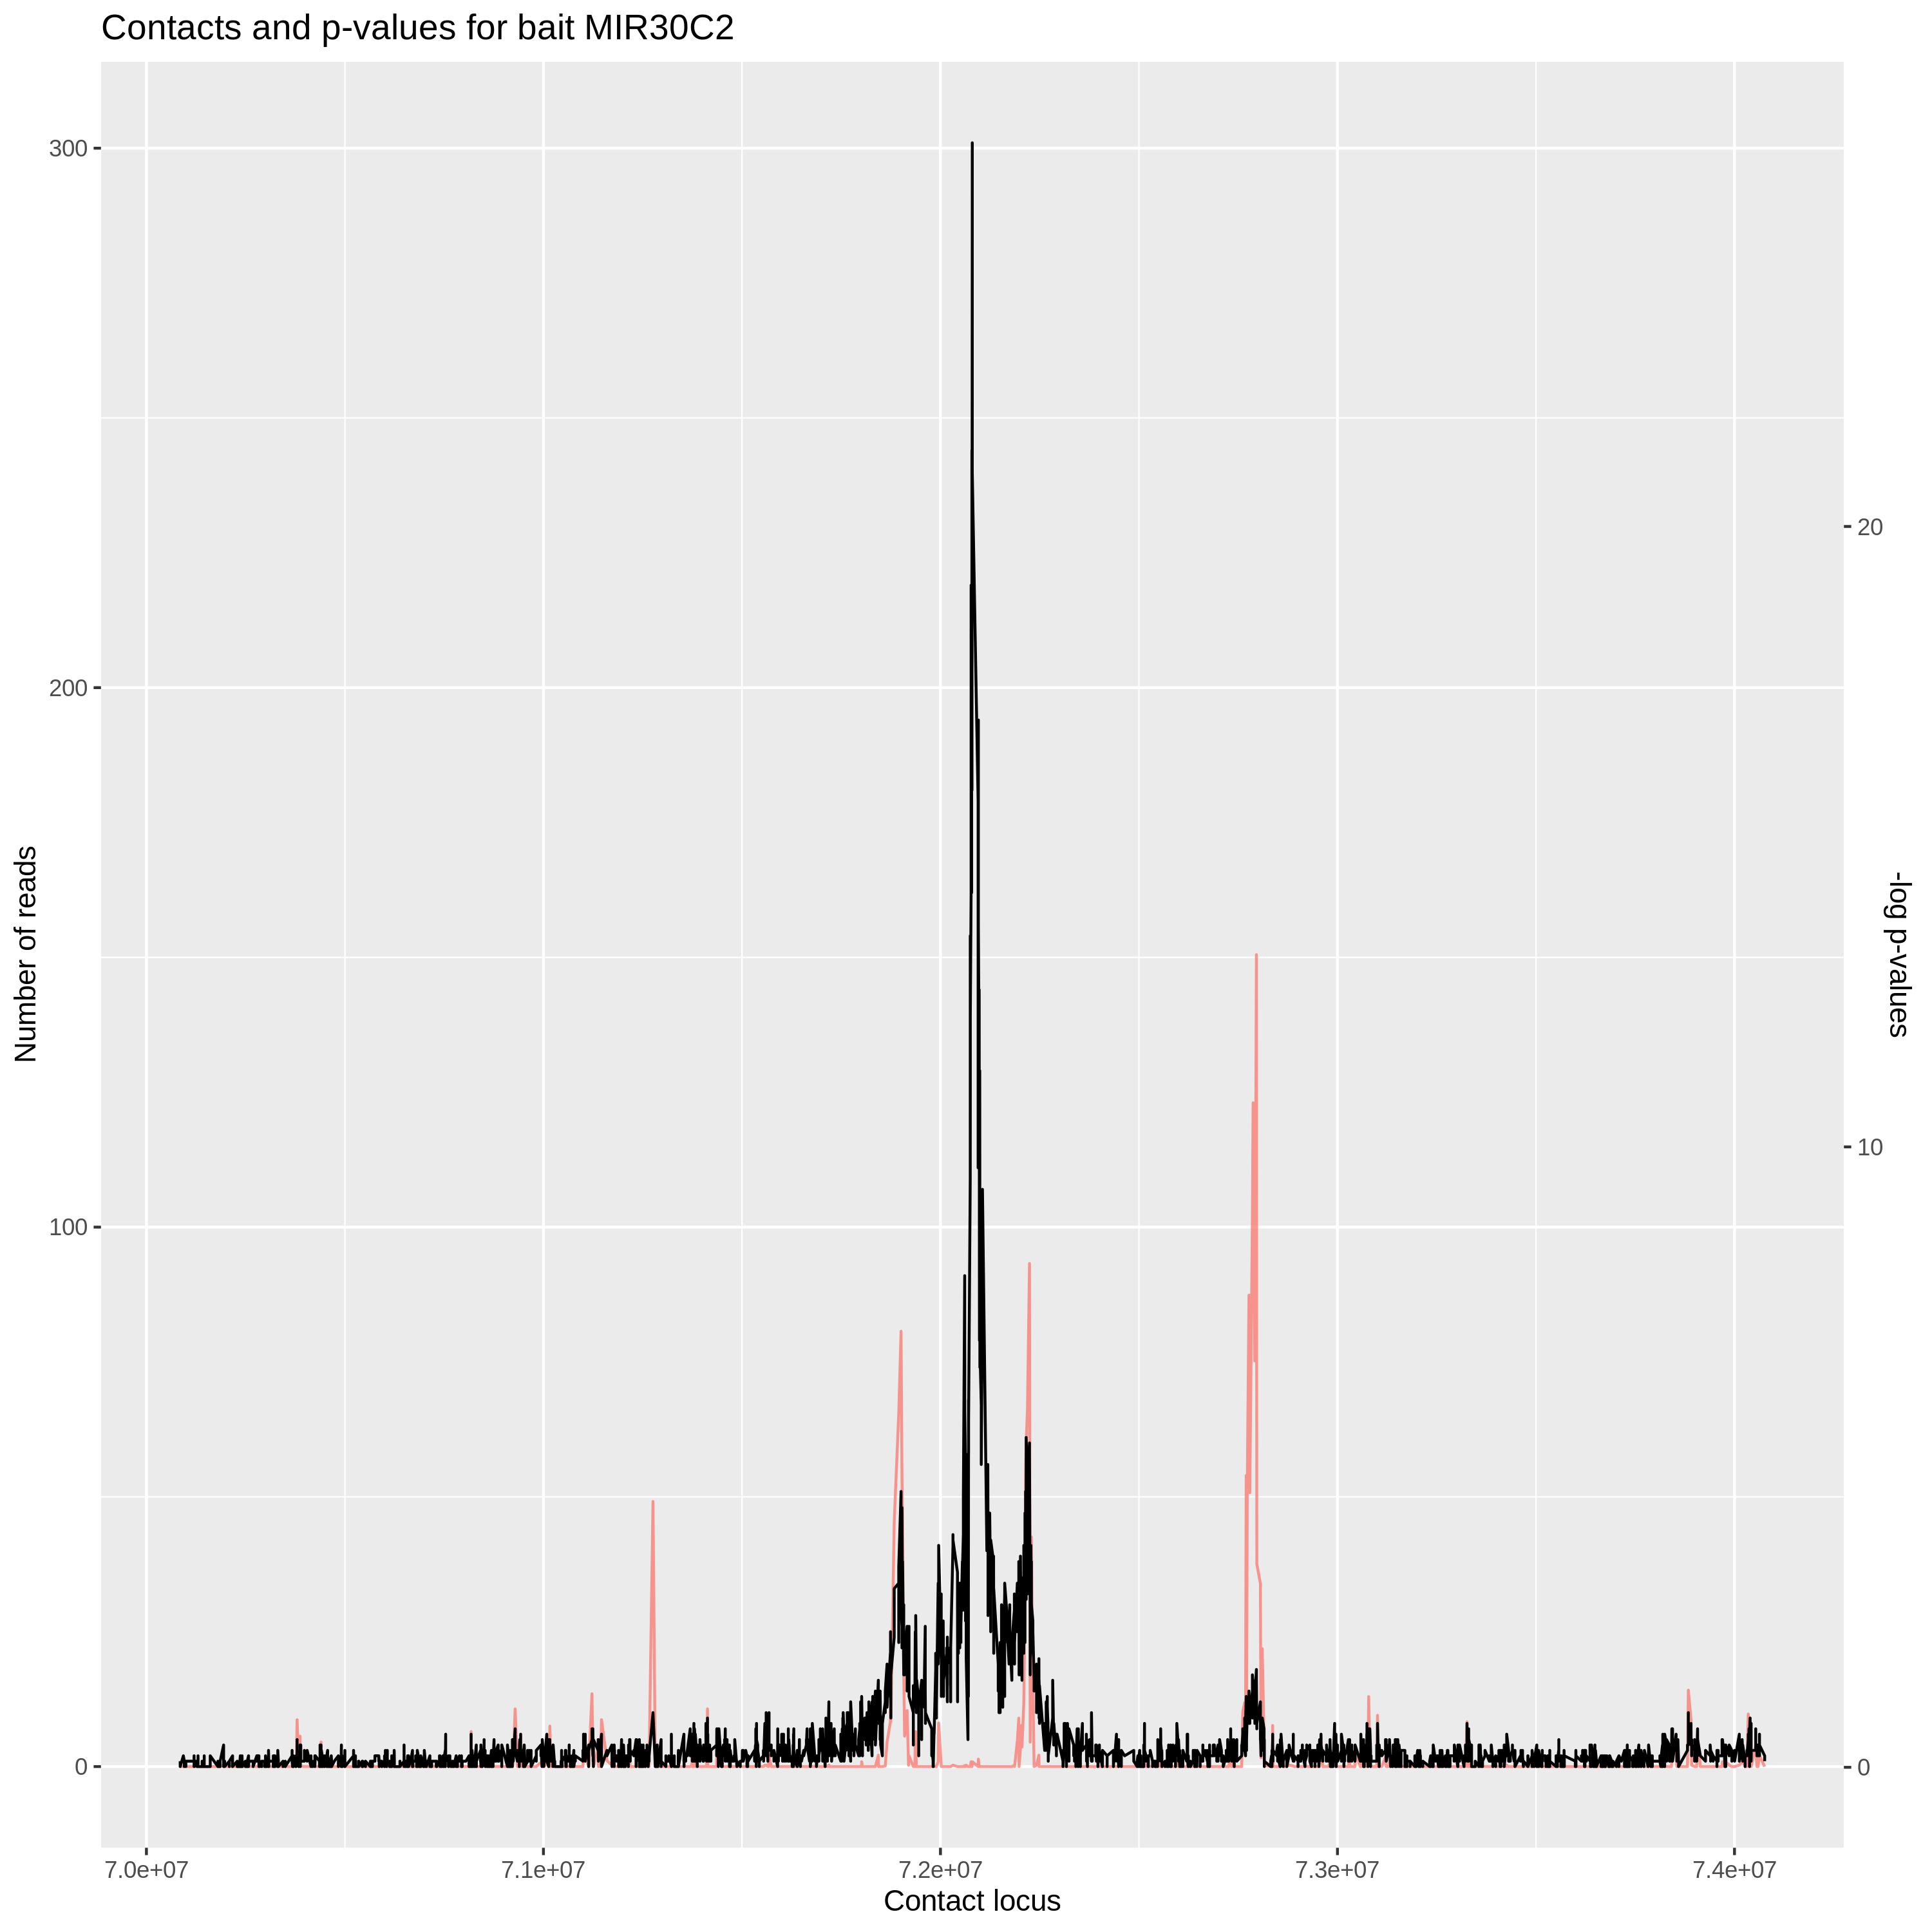 Contacts and p-values for bait MIR30C2
300
200
100
0
Number of reads
20
10
0
-log p-values
7.0e+07
7.1e+07
7.2e+07
7.3e+07
7.4e+07
Contact locus